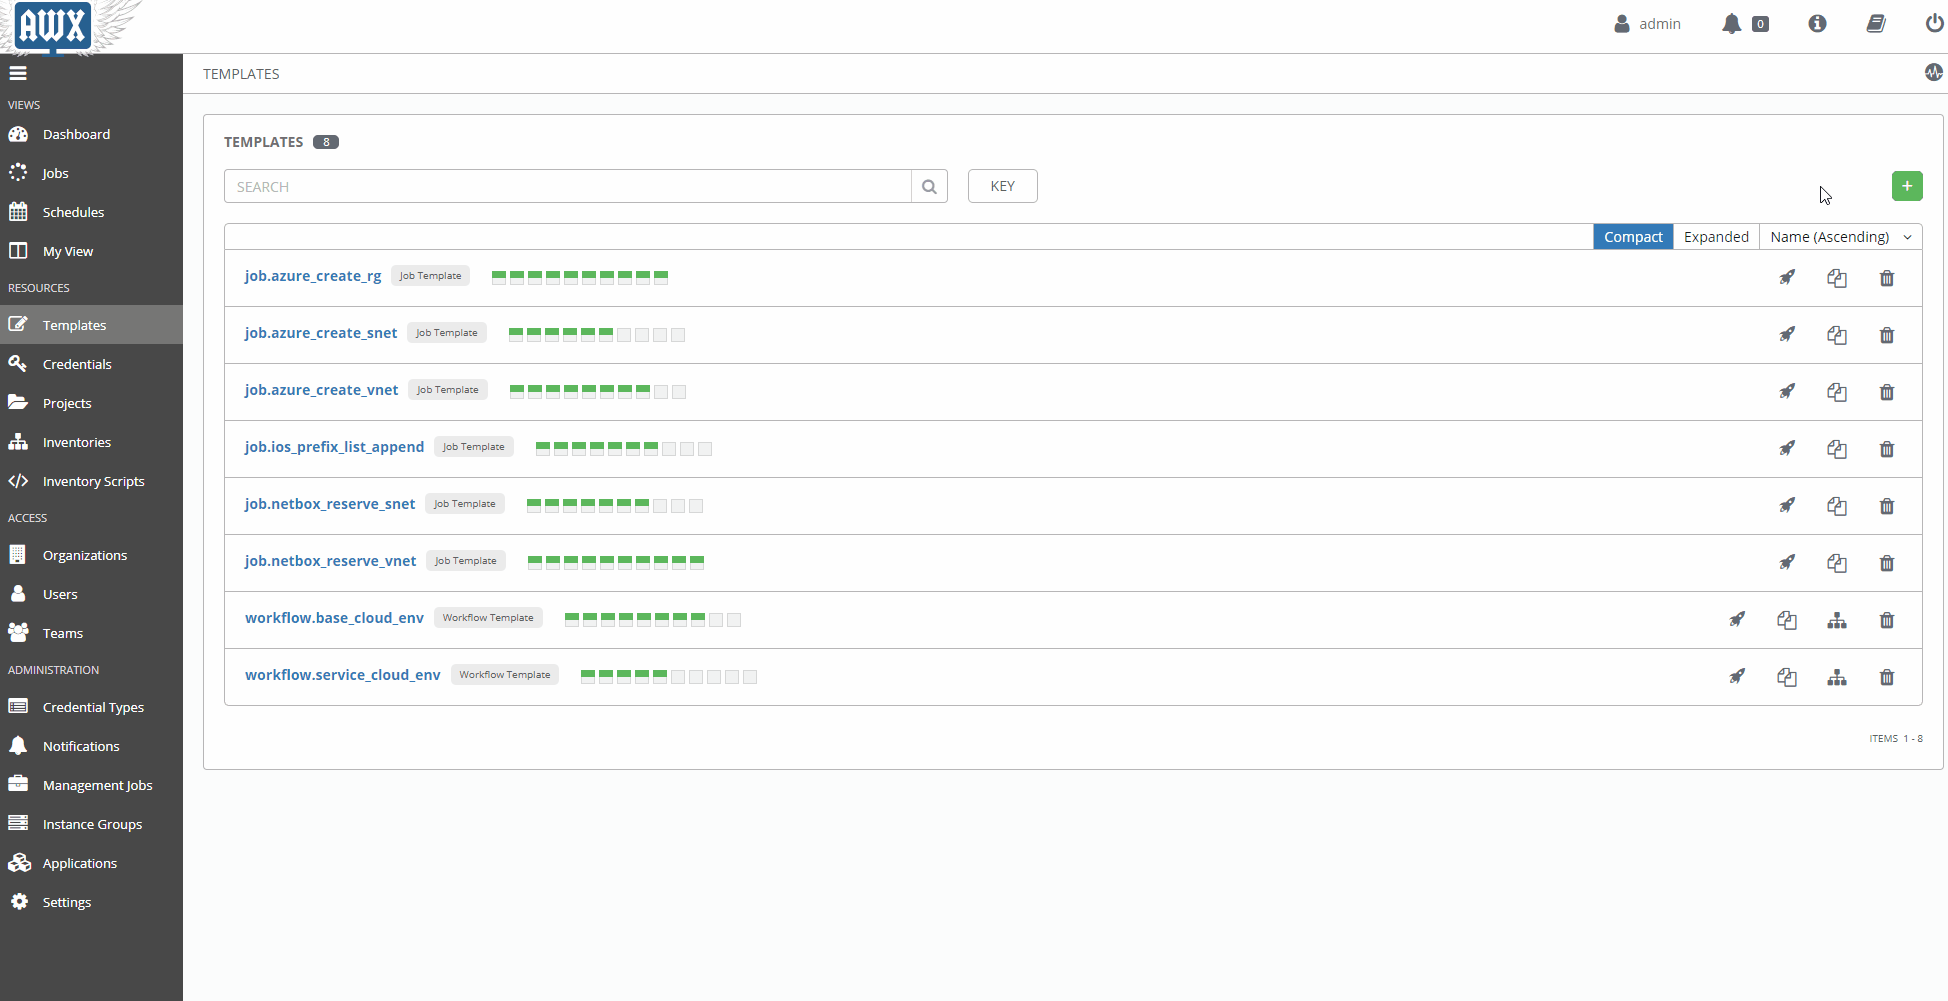 AWX
admin
0
VIEWS
Dashboard
Jobs
Schedules
My View
RESOURCES
Templates
Credentials
Projects
Inventories
Inventory Scripts
ACCESS
Organizations
Users
Teams
ADMINISTRATION
Credential Types
Notifications
Management Jobs
Instance Groups
Applications
Settings
TEMPLATES
TEMPLATES 8
SEARCH
KEY
+
Compact Expanded Name (Ascending)
job.azure_create_rg Job Template
job.azure_create_snet Job Template
job.azure_create_vnet Job Template
job.ios_prefix_list_append Job Template
job.netbox_reserve_snet Job Template
job.netbox_reserve_vnet Job Template
workflow.base_cloud_env Workflow Template
workflow.service_cloud_env Workflow Template
ITEMS 1 - 8